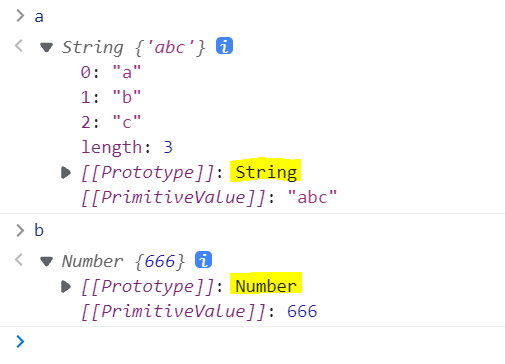 > a
< ▼ String {'abc'} i
0: "a"
1: "b"
2: "c"
length: 3
▶ [[Prototype]]: String
[[PrimitiveValue]]: "abc"
> b
< ▼ Number {666} i
▶ [[Prototype]]: Number
[[PrimitiveValue]]: 666
>